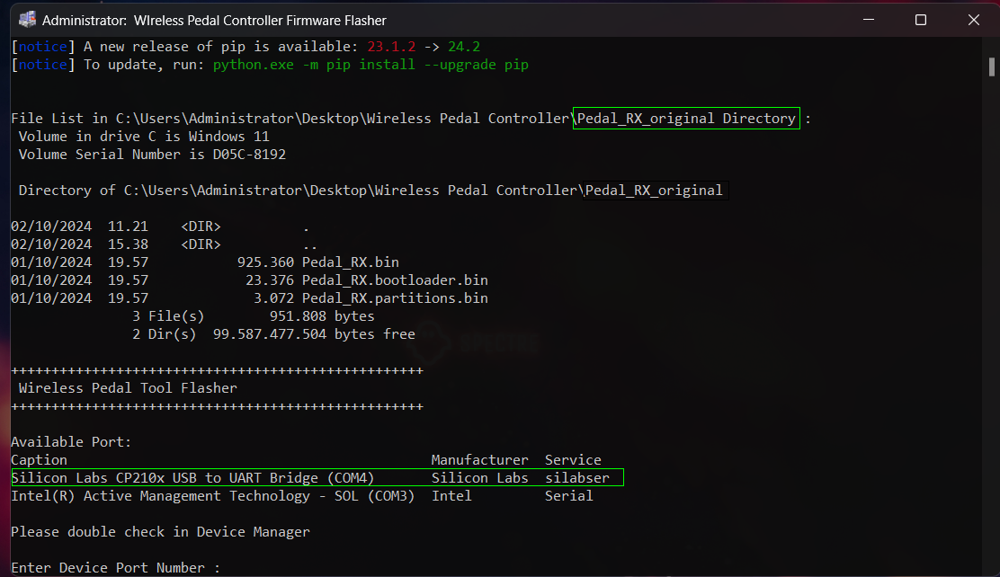 Administrator:  WIreless Pedal Controller Firmware Flasher
[notice] A new release of pip is available: 23.1.2 -> 24.2
[notice] To update, run: python.exe -m pip install --upgrade pip
File List in C:\Users\Administrator\Desktop\Wireless Pedal Controller\Pedal_RX_original Directory :
Volume in drive C is Windows 11
Volume Serial Number is D05C-8192
Directory of C:\Users\Administrator\Desktop\Wireless Pedal Controller\Pedal_RX_original
02/10/2024  11.21    <DIR>          .
02/10/2024  15.38    <DIR>          ..
01/10/2024  19.57           925.360 Pedal_RX.bin
01/10/2024  19.57            23.376 Pedal_RX.bootloader.bin
01/10/2024  19.57             3.072 Pedal_RX.partitions.bin
3 File(s)        951.808 bytes
2 Dir(s)  99.587.477.504 bytes free
+++++++++++++++++++++++++++++++++++++++++++++++++++
Wireless Pedal Tool Flasher
+++++++++++++++++++++++++++++++++++++++++++++++++++
Available Port:
Caption                                             Manufacturer  Service
Silicon Labs CP210x USB to UART Bridge (COM4)       Silicon Labs  silabser
Intel(R) Active Management Technology - SOL (COM3)  Intel         Serial
Please double check in Device Manager
Enter Device Port Number :